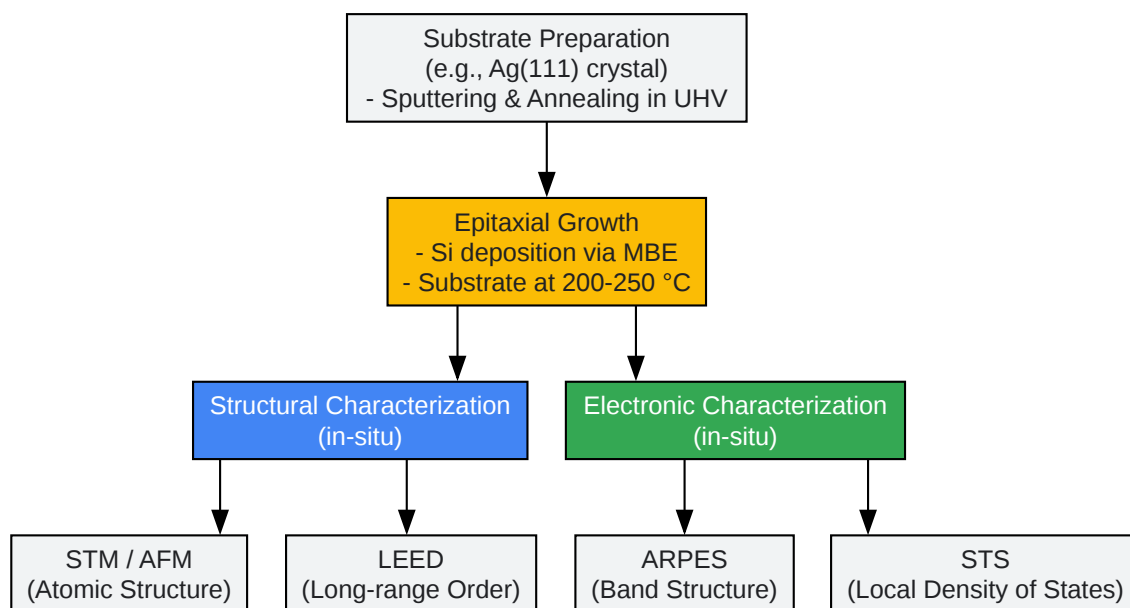 Substrate Preparation
(e.g., Ag(111) crystal)
- Sputtering & Annealing in UHV
Epitaxial Growth
- Si deposition via MBE
- Substrate at 200-250 °C
Structural Characterization
(in-situ)
Electronic Characterization
(in-situ)
STM / AFM
(Atomic Structure)
LEED
(Long-range Order)
ARPES
(Band Structure)
STS
(Local Density of States)